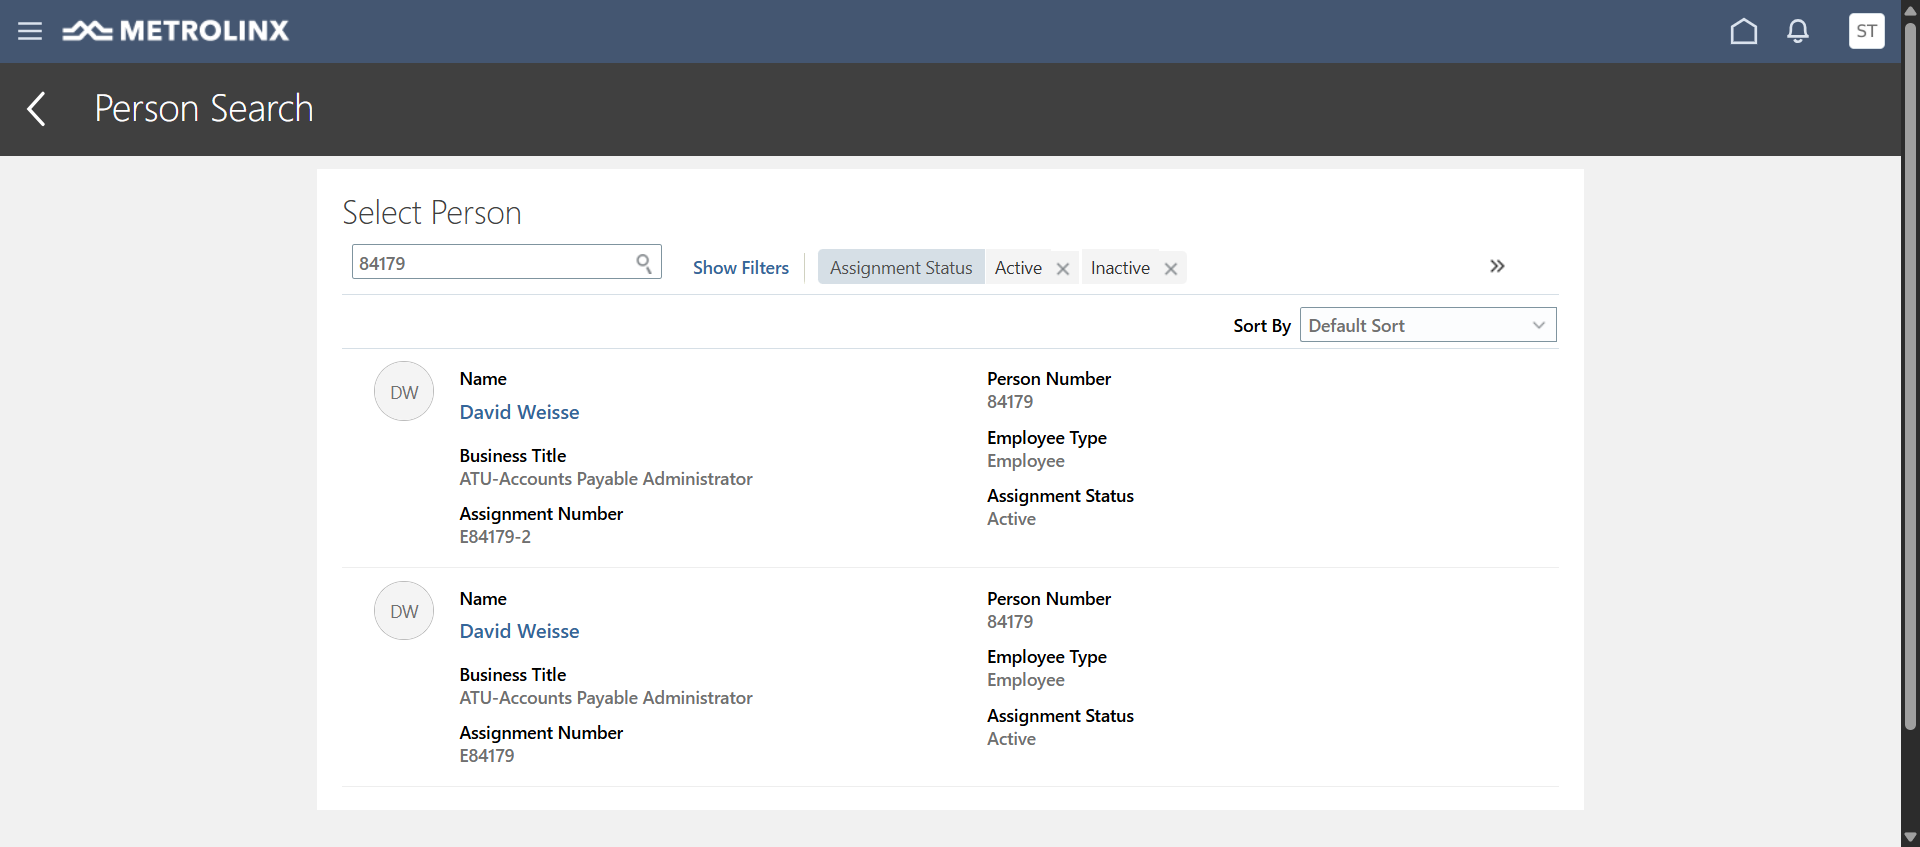 METROLINX
ST
Person Search
Select Person
84179
Show Filters
Assignment Status
Active
Inactive
Sort By
Default Sort
DW
Name
David Weisse
Business Title
ATU-Accounts Payable Administrator
Assignment Number
E84179-2
Person Number
84179
Employee Type
Employee
Assignment Status
Active
DW
Name
David Weisse
Business Title
ATU-Accounts Payable Administrator
Assignment Number
E84179
Person Number
84179
Employee Type
Employee
Assignment Status
Active